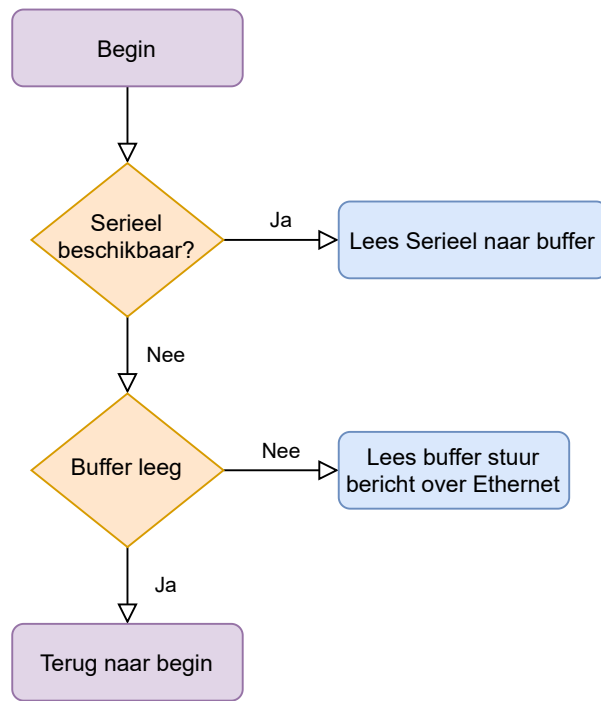 Begin
Serieel
beschikbaar?
Ja
Lees Serieel naar buffer
Nee
Buffer leeg
Nee
Lees buffer stuur
bericht over Ethernet
Ja
Terug naar begin